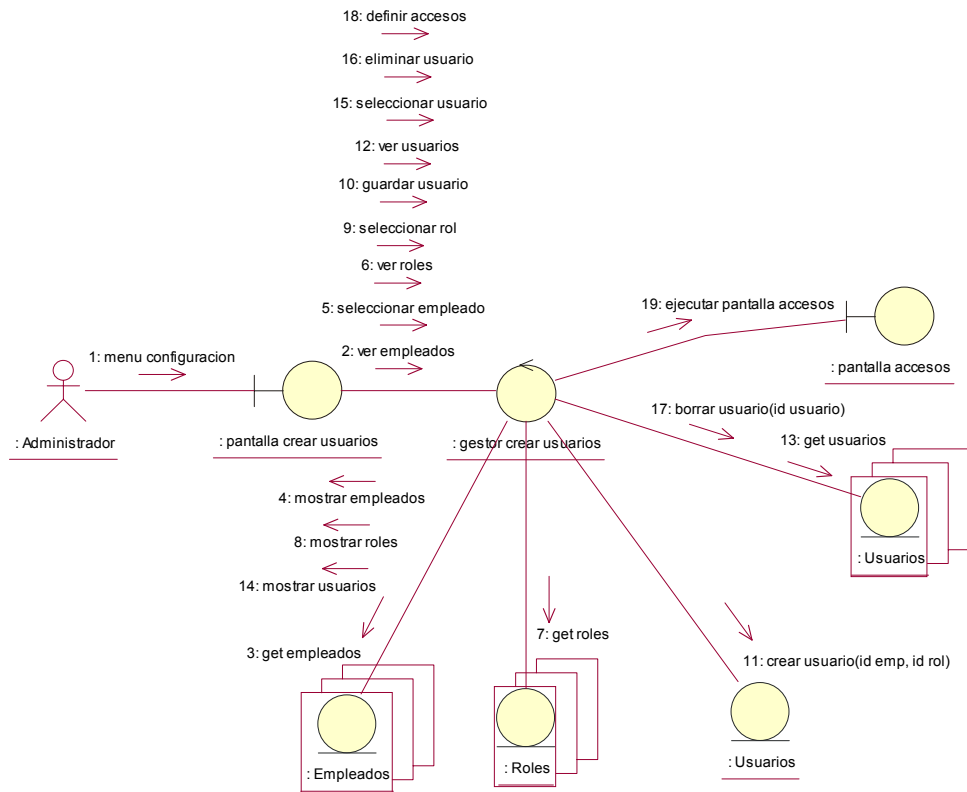 18: definir accesos
16: eliminar usuario
15: seleccionar usuario
12: ver usuarios
10: guardar usuario
9: seleccionar rol
6: ver roles
5: seleccionar empleado
19: ejecutar pantalla accesos
2: ver empleados
1: menu configuracion
: pantalla accesos
17: borrar usuario(id usuario)
: Administrador
: pantalla crear usuarios
: gestor crear usuarios
13: get usuarios
4: mostrar empleados
8: mostrar roles
: Usuarios
14: mostrar usuarios
7: get roles
3: get empleados
11: crear usuario(id emp, id rol)
: Empleados
: Roles
: Usuarios